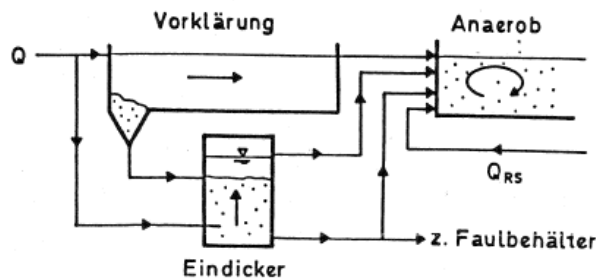 Vorklärung
Anaerob
Q
Q_RS
z. Faulbehälter
Eindicker